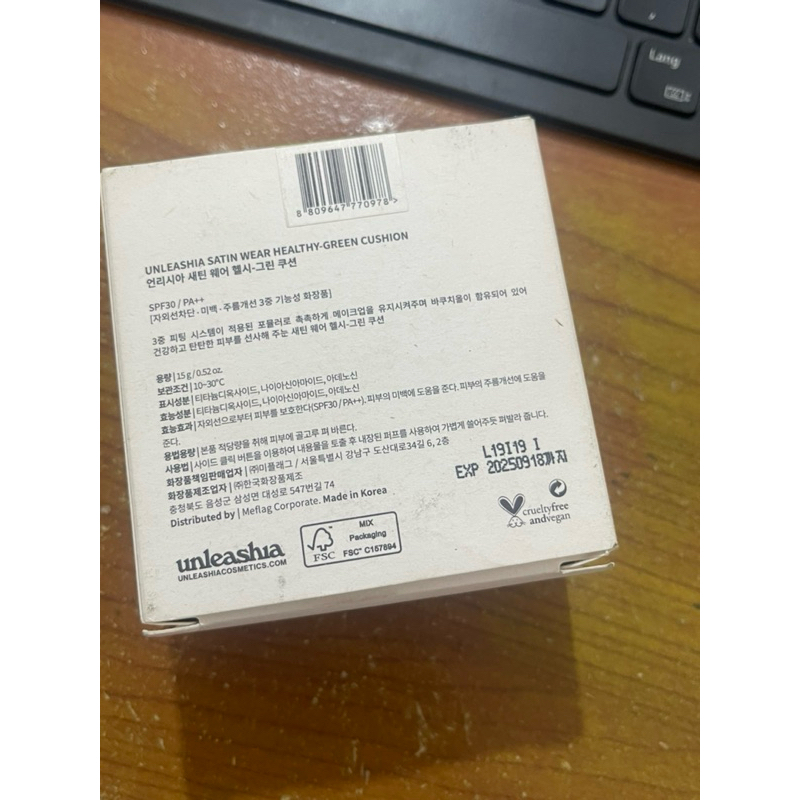 Lang
8 809647 770978 >
UNLEASHIA SATIN WEAR HEALTHY-GREEN CUSHION
언리시아 새틴 웨어 헬시-그린 쿠션
SPF30 / PA++
[자외선차단 · 미백 · 주름개선 3중 기능성 화장품]
3중 피팅 시스템이 적용된 포뮬러로 촉촉하게 메이크업을 유지시켜주며 바쿠치올이 함유되어 있어
건강하고 탄탄한 피부를 선사해 주는 새틴 웨어 헬시-그린 쿠션
용량 | 15 g / 0.52 oz.
보관조건 | 10~30℃
표시성분 | 티타늄디옥사이드, 나이아신아마이드, 아데노신
효능성분 | 티타늄디옥사이드, 나이아신아마이드, 아데노신
효능효과 | 자외선으로부터 피부를 보호한다(SPF30 / PA++). 피부의 미백에 도움을 준다. 피부의 주름개선에 도움을
준다.
용법용량 | 본품 적당량을 취해 피부에 골고루 펴 바른다.
사용법 | 사이드 클릭 버튼을 이용하여 내용물을 토출 후 내장된 퍼프를 사용하여 가볍게 쓸어주듯 펴발라 줍니다.
화장품책임판매업자 | ㈜미플래그 / 서울특별시 강남구 도산대로34길 6, 2층
화장품제조업자 | ㈜한국화장품제조
충청북도 음성군 삼성면 대성로 547번길 74
Distributed by | Meflag Corporate. Made in Korea
L19I19 I
EXP 20250918까지
crueltyfree
andvegan
unleashia
UNLEASHIACOSMETICS.COM
FSC
MIX
Packaging
FSC® C157894